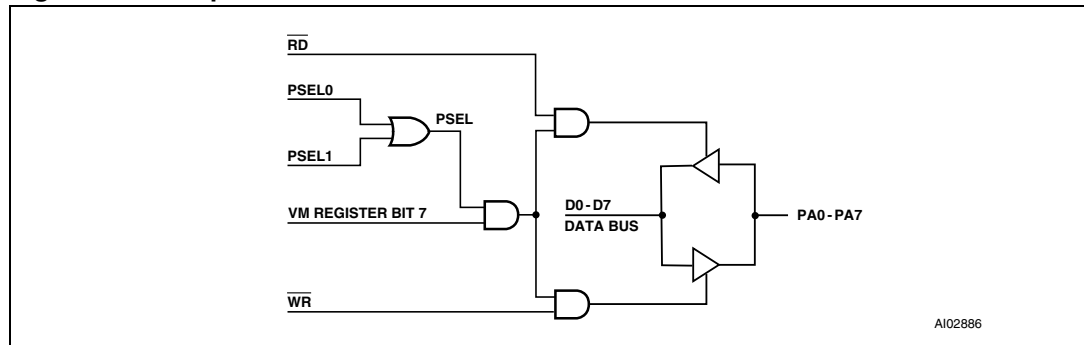 RD
PSEL0
PSEL
PSEL1
VM REGISTER BIT 7
D0-D7
DATA BUS
PA0-PA7
WR
AI02886